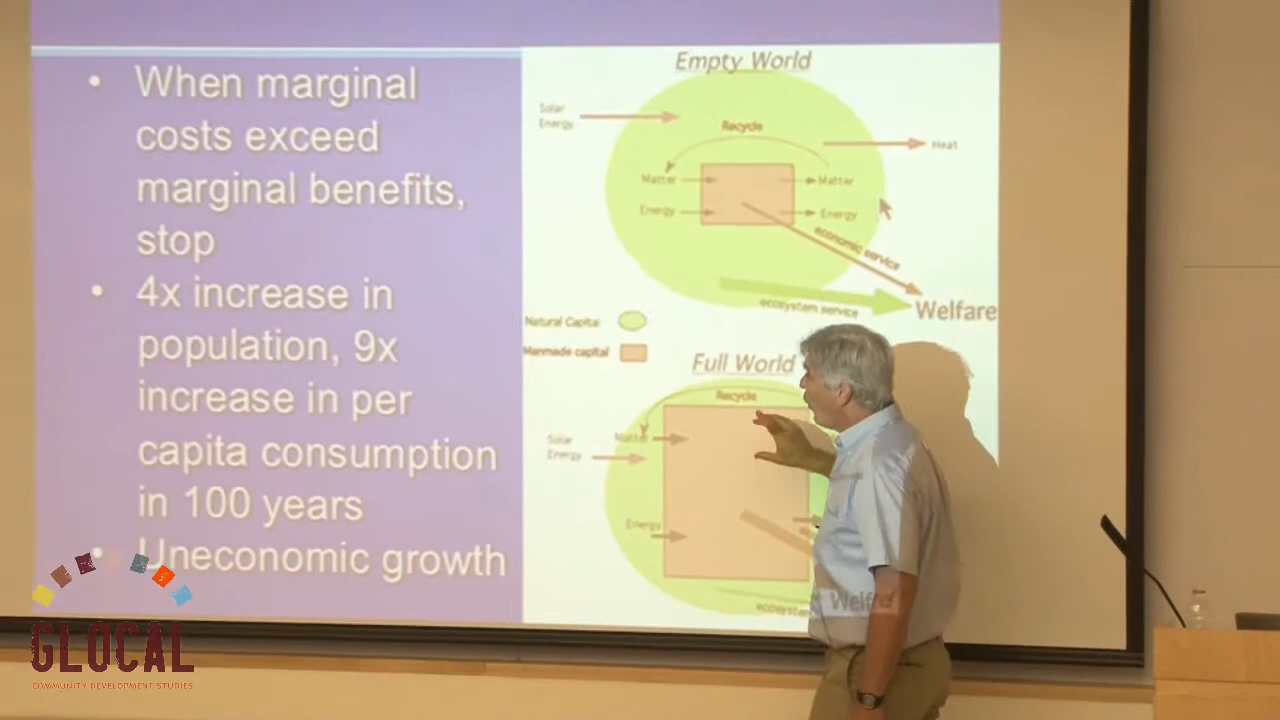 • When marginal
costs exceed
marginal benefits,
stop
• 4x increase in
population, 9x
increase in per
capita consumption
in 100 years
• Uneconomic growth
Empty World
Solar
Energy
Recycle
Heat
Matter
Matter
Energy
Energy
economic service
ecosystem service
Welfare
Natural Capital
Manmade capital
Full World
Recycle
Solar
Energy
Matter
Energy
ecosystem
Welfre
GLOCAL
COMMUNITY DEVELOPMENT STUDIES